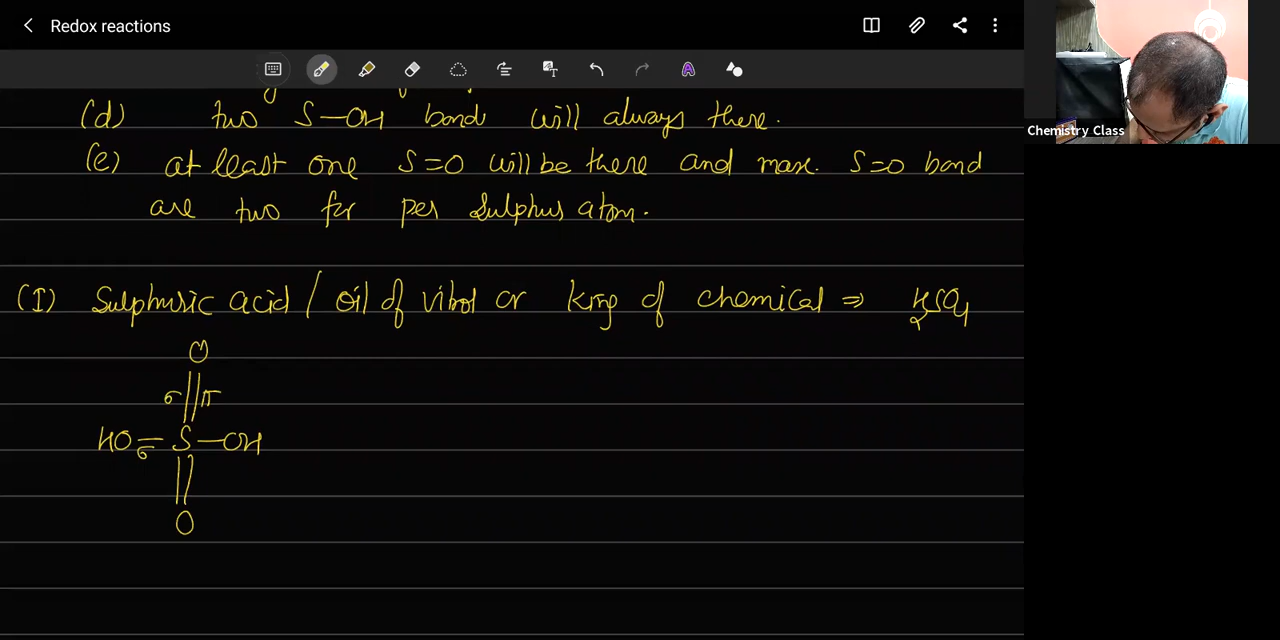 Redox reactions
Chemistry Class
(d) two S-OH bond will always there.
(e) at least one S=O will be there and max. S=O bond
are two for per Sulphur atom.
(I) Sulphuric acid / oil of vitriol or king of chemical ⇒ H2SO4
O
σ π
HO σ S OH
O